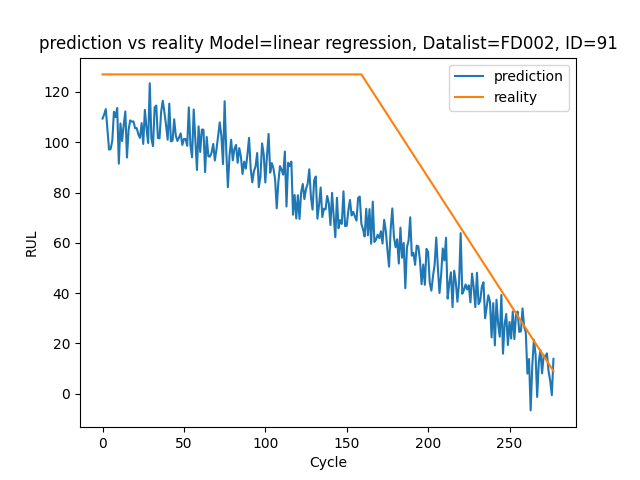 prediction vs reality Model=linear regression, Datalist=FD002, ID=91
prediction
reality
120
100
80
60
40
20
0
RUL
0 50 100 150 200 250
Cycle